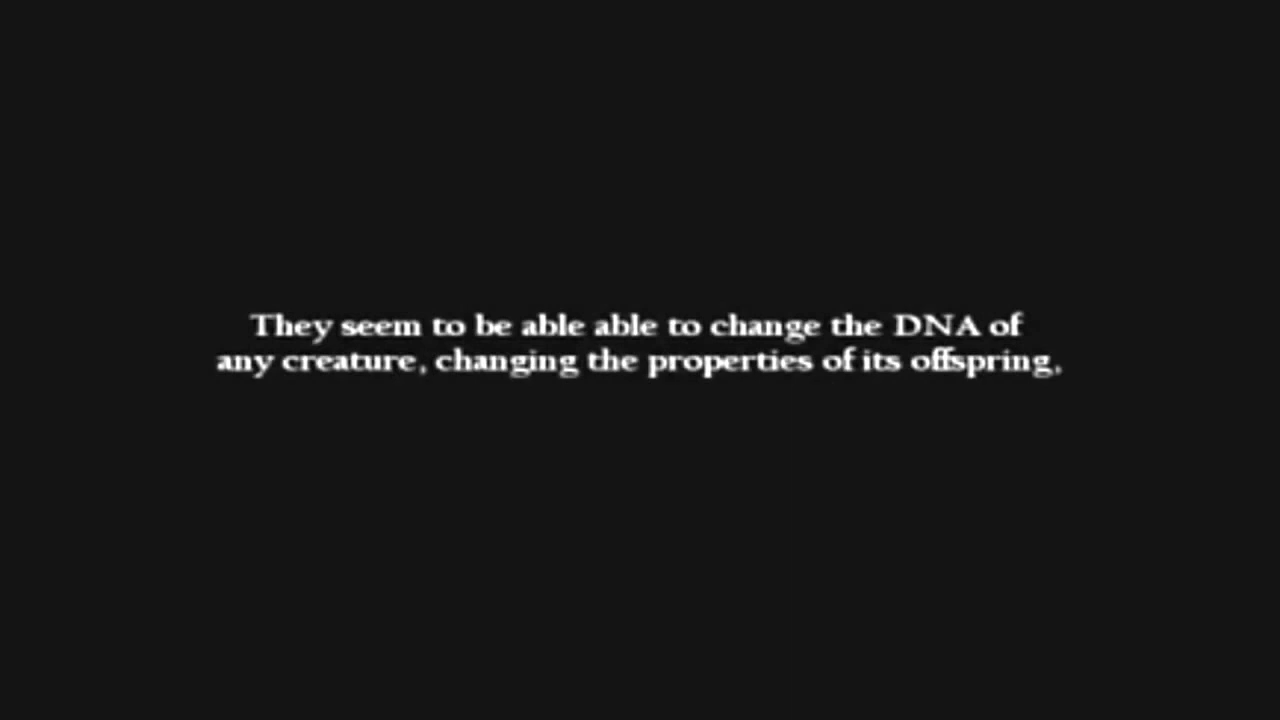 They seem to be able able to change the DNA of
any creature, changing the properties of its offspring,